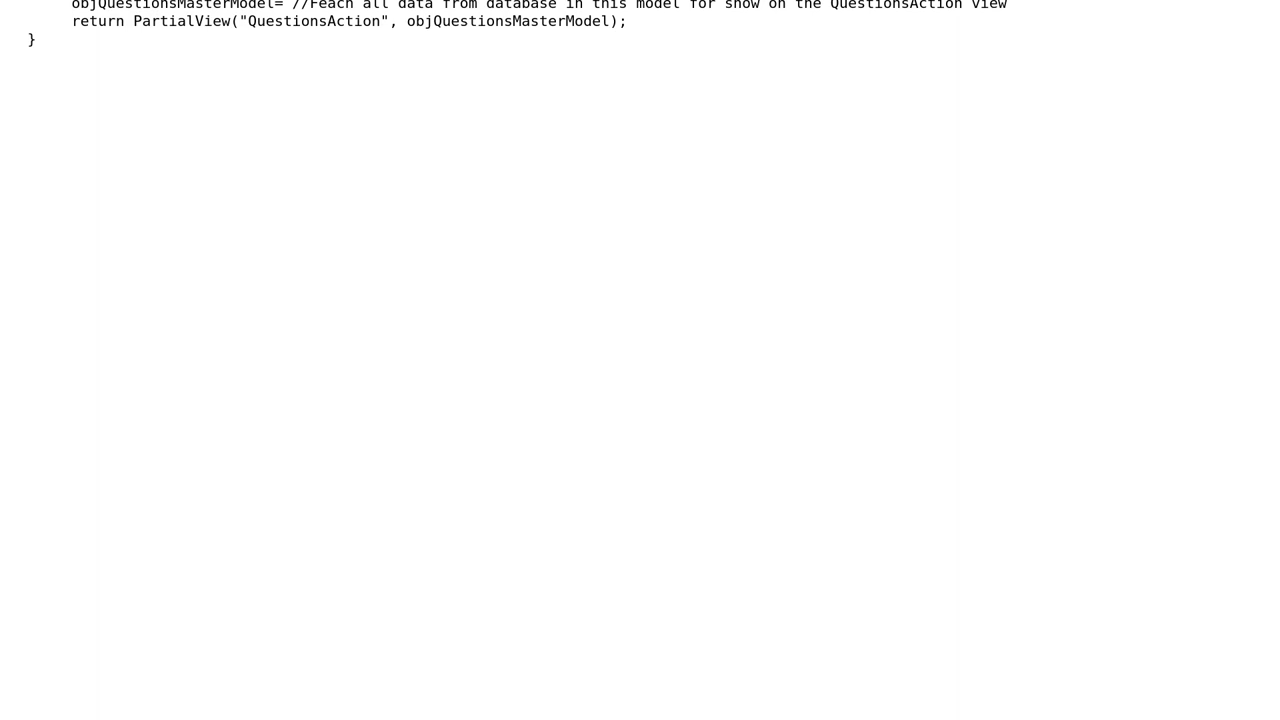 objQuestionsMasterModel= //Feach all data from database in this model for show on the QuestionsAction view
return PartialView("QuestionsAction", objQuestionsMasterModel);
}